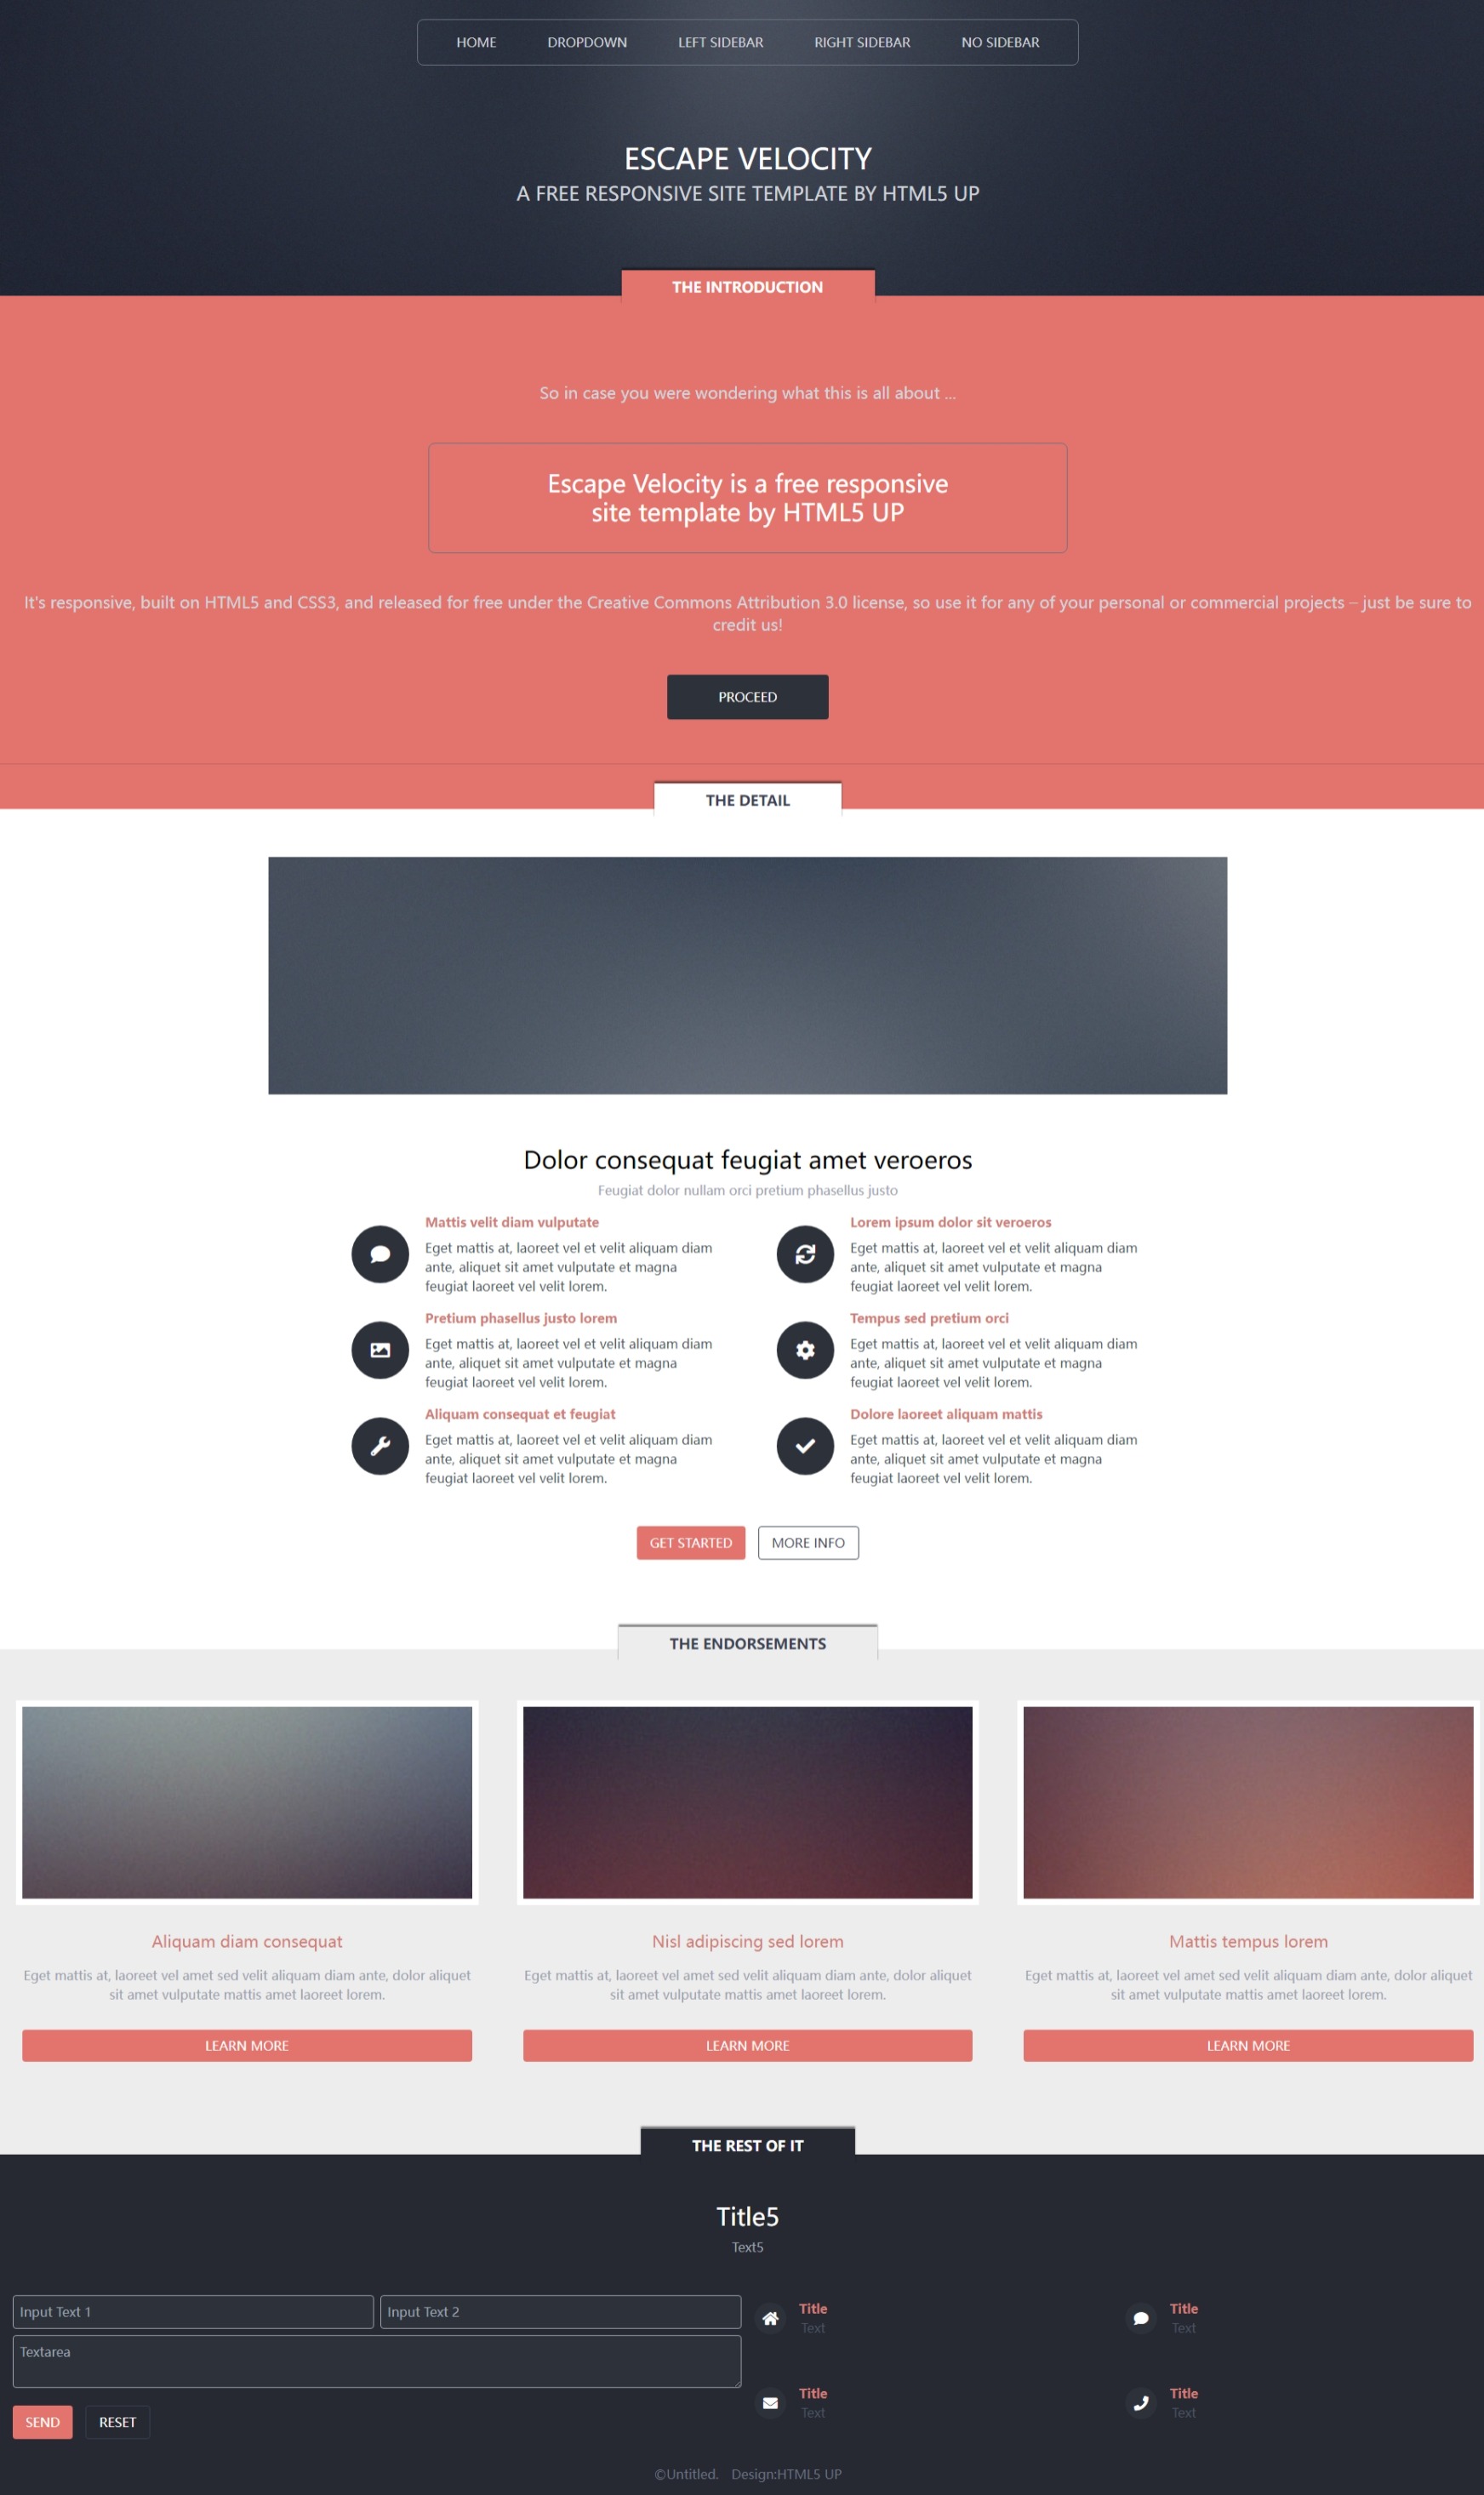 HOME DROPDOWN LEFT SIDEBAR RIGHT SIDEBAR NO SIDEBAR
ESCAPE VELOCITY
A FREE RESPONSIVE SITE TEMPLATE BY HTML5 UP
THE INTRODUCTION
So in case you were wondering what this is all about ...
Escape Velocity is a free responsive
site template by HTML5 UP
It's responsive, built on HTML5 and CSS3, and released for free under the Creative Commons Attribution 3.0 license, so use it for any of your personal or commercial projects – just be sure to
credit us!
PROCEED
THE DETAIL
Dolor consequat feugiat amet veroeros
Feugiat dolor nullam orci pretium phasellus justo
Mattis velit diam vulputate
Eget mattis at, laoreet vel et velit aliquam diam
ante, aliquet sit amet vulputate et magna
feugiat laoreet vel velit lorem.
Lorem ipsum dolor sit veroeros
Eget mattis at, laoreet vel et velit aliquam diam
ante, aliquet sit amet vulputate et magna
feugiat laoreet vel velit lorem.
Pretium phasellus justo lorem
Eget mattis at, laoreet vel et velit aliquam diam
ante, aliquet sit amet vulputate et magna
feugiat laoreet vel velit lorem.
Tempus sed pretium orci
Eget mattis at, laoreet vel et velit aliquam diam
ante, aliquet sit amet vulputate et magna
feugiat laoreet vel velit lorem.
Aliquam consequat et feugiat
Eget mattis at, laoreet vel et velit aliquam diam
ante, aliquet sit amet vulputate et magna
feugiat laoreet vel velit lorem.
Dolore laoreet aliquam mattis
Eget mattis at, laoreet vel et velit aliquam diam
ante, aliquet sit amet vulputate et magna
feugiat laoreet vel velit lorem.
GET STARTED MORE INFO
THE ENDORSEMENTS
Aliquam diam consequat
Eget mattis at, laoreet vel amet sed velit aliquam diam ante, dolor aliquet
sit amet vulputate mattis amet laoreet lorem.
LEARN MORE
Nisl adipiscing sed lorem
Eget mattis at, laoreet vel amet sed velit aliquam diam ante, dolor aliquet
sit amet vulputate mattis amet laoreet lorem.
LEARN MORE
Mattis tempus lorem
Eget mattis at, laoreet vel amet sed velit aliquam diam ante, dolor aliquet
sit amet vulputate mattis amet laoreet lorem.
LEARN MORE
THE REST OF IT
Title5
Text5
Input Text 1 Input Text 2
Textarea
SEND RESET
Title
Text
Title
Text
Title
Text
Title
Text
©Untitled. Design:HTML5 UP